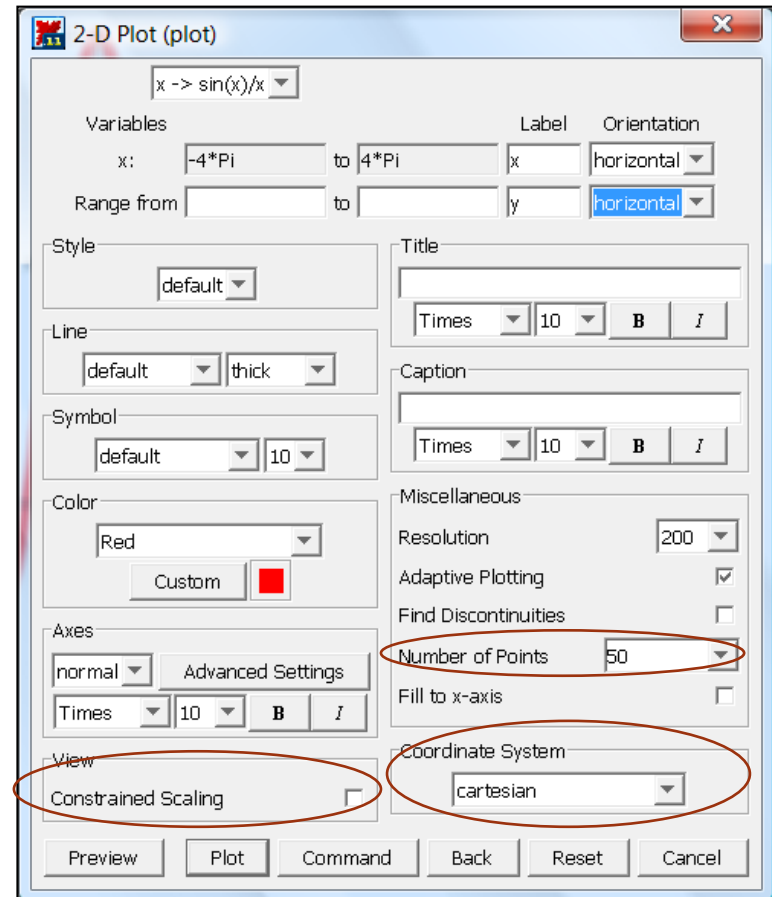 2-D Plot (plot)
x -> sin(x)/x
Variables Label Orientation
x: -4*Pi to 4*Pi x horizontal
Range from to y horizontal
Style
default
Line
default thick
Symbol
default 10
Color
Red
Custom
Axes
normal Advanced Settings
Times 10 B I
View
Constrained Scaling
Title
Times 10 B I
Caption
Times 10 B I
Miscellaneous
Resolution 200
Adaptive Plotting
Find Discontinuities
Number of Points 50
Fill to x-axis
Coordinate System
cartesian
Preview Plot Command Back Reset Cancel